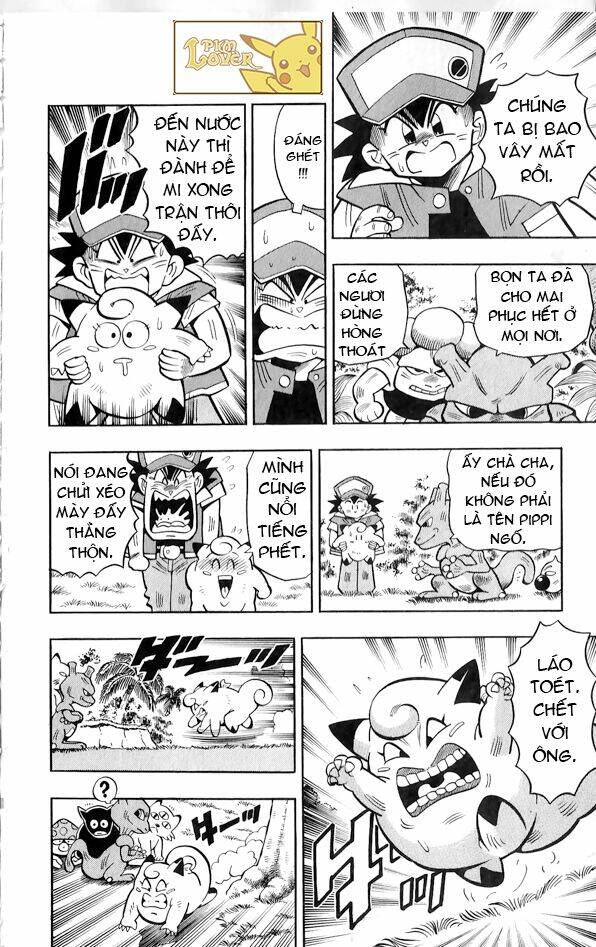 PKM
LOVER
CHÚNG
TA BỊ BAO
VÂY MẤT
RỒI.
ĐÁNG
GHÉT
!!!
ĐẾN NƯỚC
NÀY THÌ
ĐÀNH ĐỂ
MI XONG
TRẬN THÔI
ĐẤY.
BỌN TA ĐÃ
CHO MAI
PHỤC HẾT Ở
MỌI NƠI.
CÁC
NGƯƠI
ĐỪNG
HÒNG
THOÁT
ẤY CHÀ CHA,
NẾU ĐÓ
KHÔNG PHẢI
LÀ TÊN PIPPI
NGỐ.
MÌNH
CŨNG
NỔI
TIẾNG
PHẾT.
NÓI ĐANG
CHỬI XÉO
MÀY ĐẤY
THẰNG
THỘN.
LÁO
TOÉT.
CHẾT
VỚI
ÔNG.
?